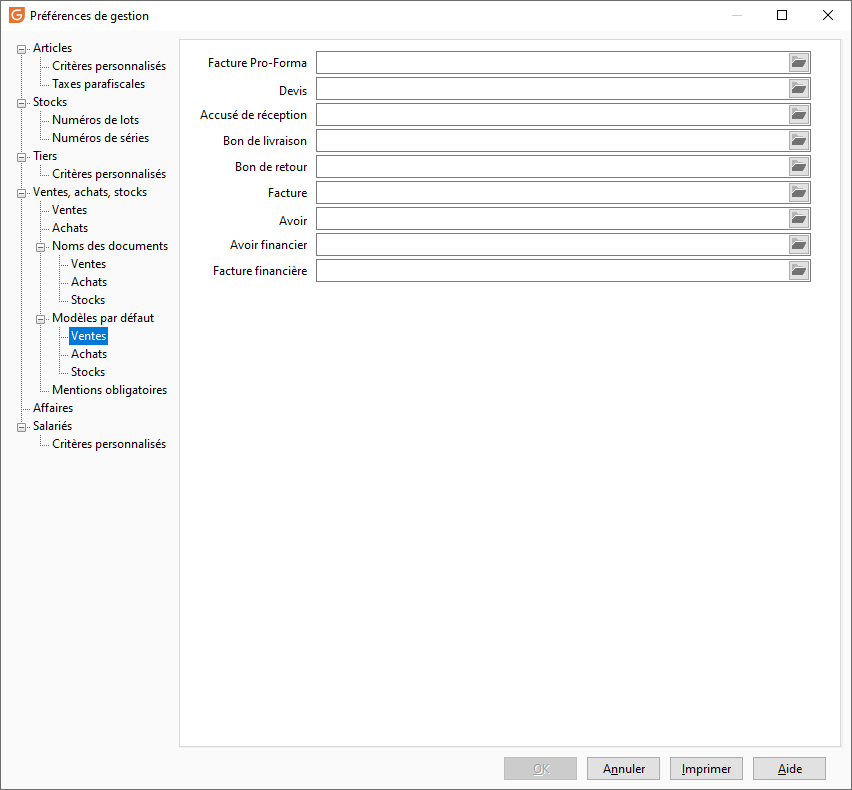 Préférences de gestion
Articles
Critères personnalisés
Taxes parafiscales
Stocks
Numéros de lots
Numéros de séries
Tiers
Critères personnalisés
Ventes, achats, stocks
Ventes
Achats
Noms des documents
Ventes
Achats
Stocks
Modèles par défaut
Ventes
Achats
Stocks
Mentions obligatoires
Affaires
Salariés
Critères personnalisés
Facture Pro-Forma
Devis
Accusé de réception
Bon de livraison
Bon de retour
Facture
Avoir
Avoir financier
Facture financière
OK
Annuler
Imprimer
Aide